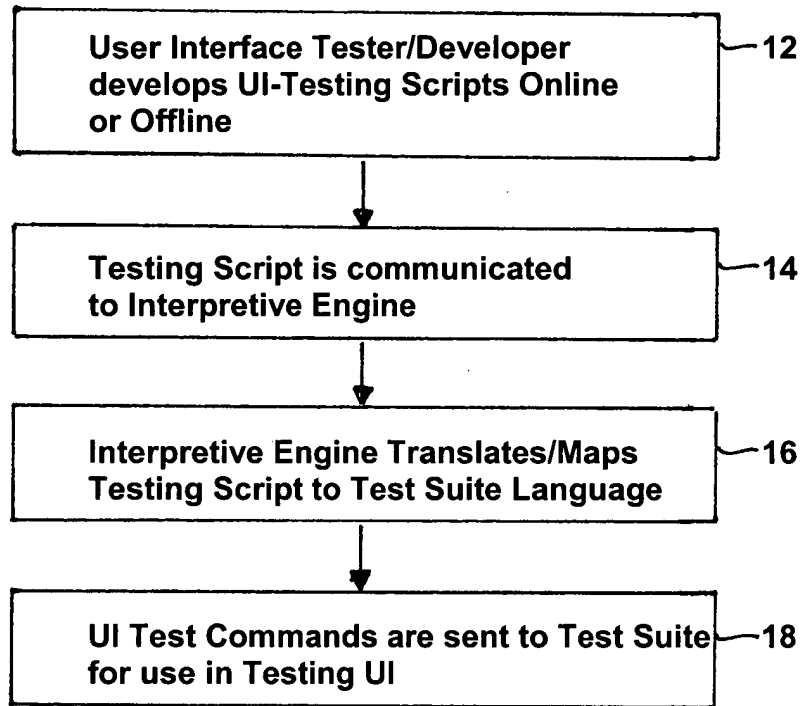 User Interface Tester/Developer
develops UI-Testing Scripts Online
or Offline
12
Testing Script is communicated
to Interpretive Engine
14
Interpretive Engine Translates/Maps
Testing Script to Test Suite Language
16
UI Test Commands are sent to Test Suite
for use in Testing UI
18